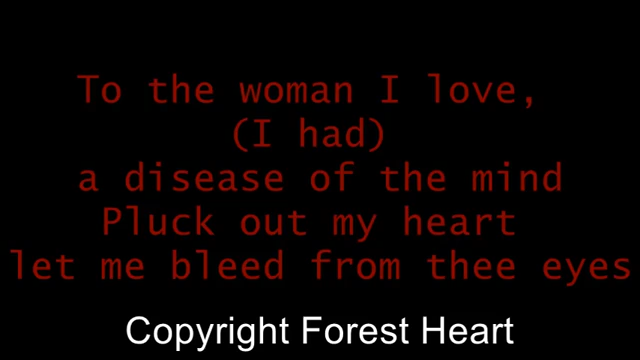 To the woman I love,
(I had)
a disease of the mind
Pluck out my heart
let me bleed from thee eyes
Copyright Forest Heart